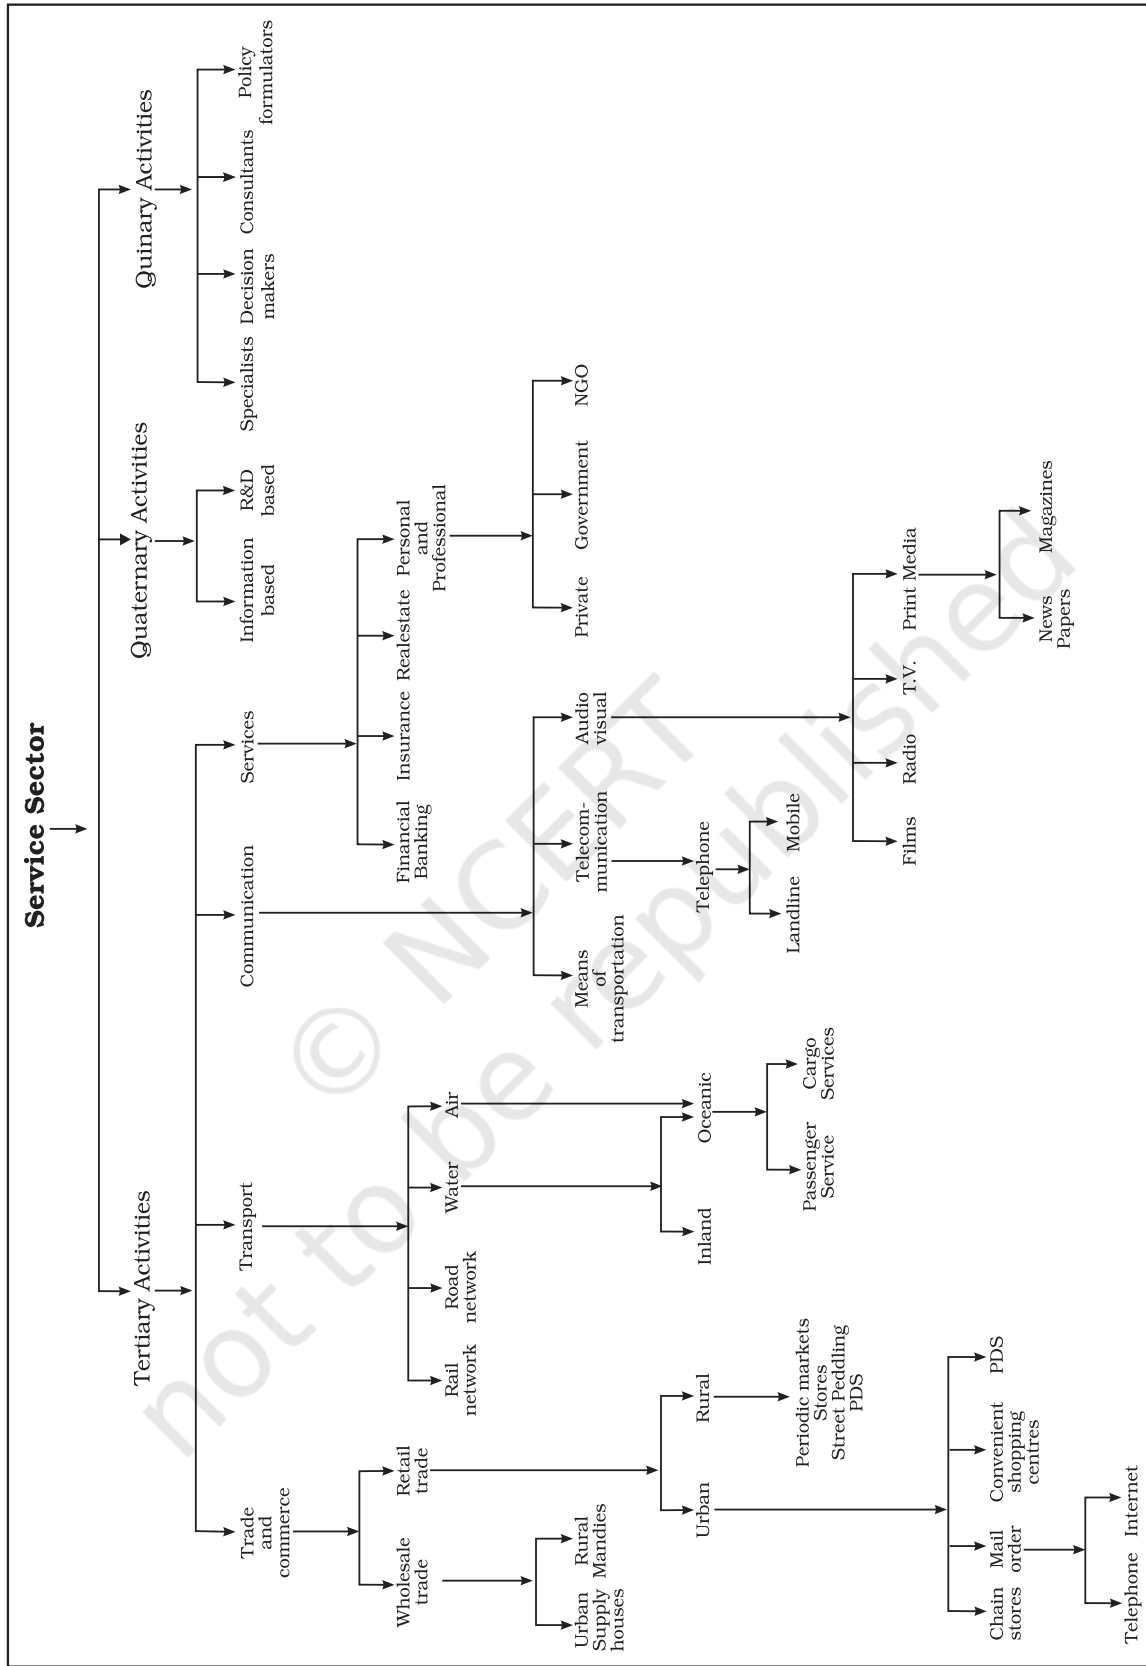 Service Sector
Tertiary Activities
Quaternary Activities
Quinary Activities
Trade
and
commerce
Transport
Communication
Services
Information
based
R&D
based
Specialists
Decision
makers
Consultants
Policy
formulators
Wholesale
trade
Retail
trade
Rail
network
Road
network
Water
Air
Financial
Banking
Insurance
Realestate
Personal
and
Professional
Urban
Supply
houses
Rural
Mandies
Means
of
transportation
Telecom-
munication
Audio
visual
Private
Government
NGO
Urban
Rural
Inland
Oceanic
Telephone
Periodic markets
Stores
Street Peddling
PDS
Passenger
Service
Cargo
Services
Landline
Mobile
Films
Radio
T.V.
Print Media
Chain
stores
Mail
order
Convenient
shopping
centres
PDS
News
Papers
Magazines
Telephone
Internet
© NCERT
not to be republished